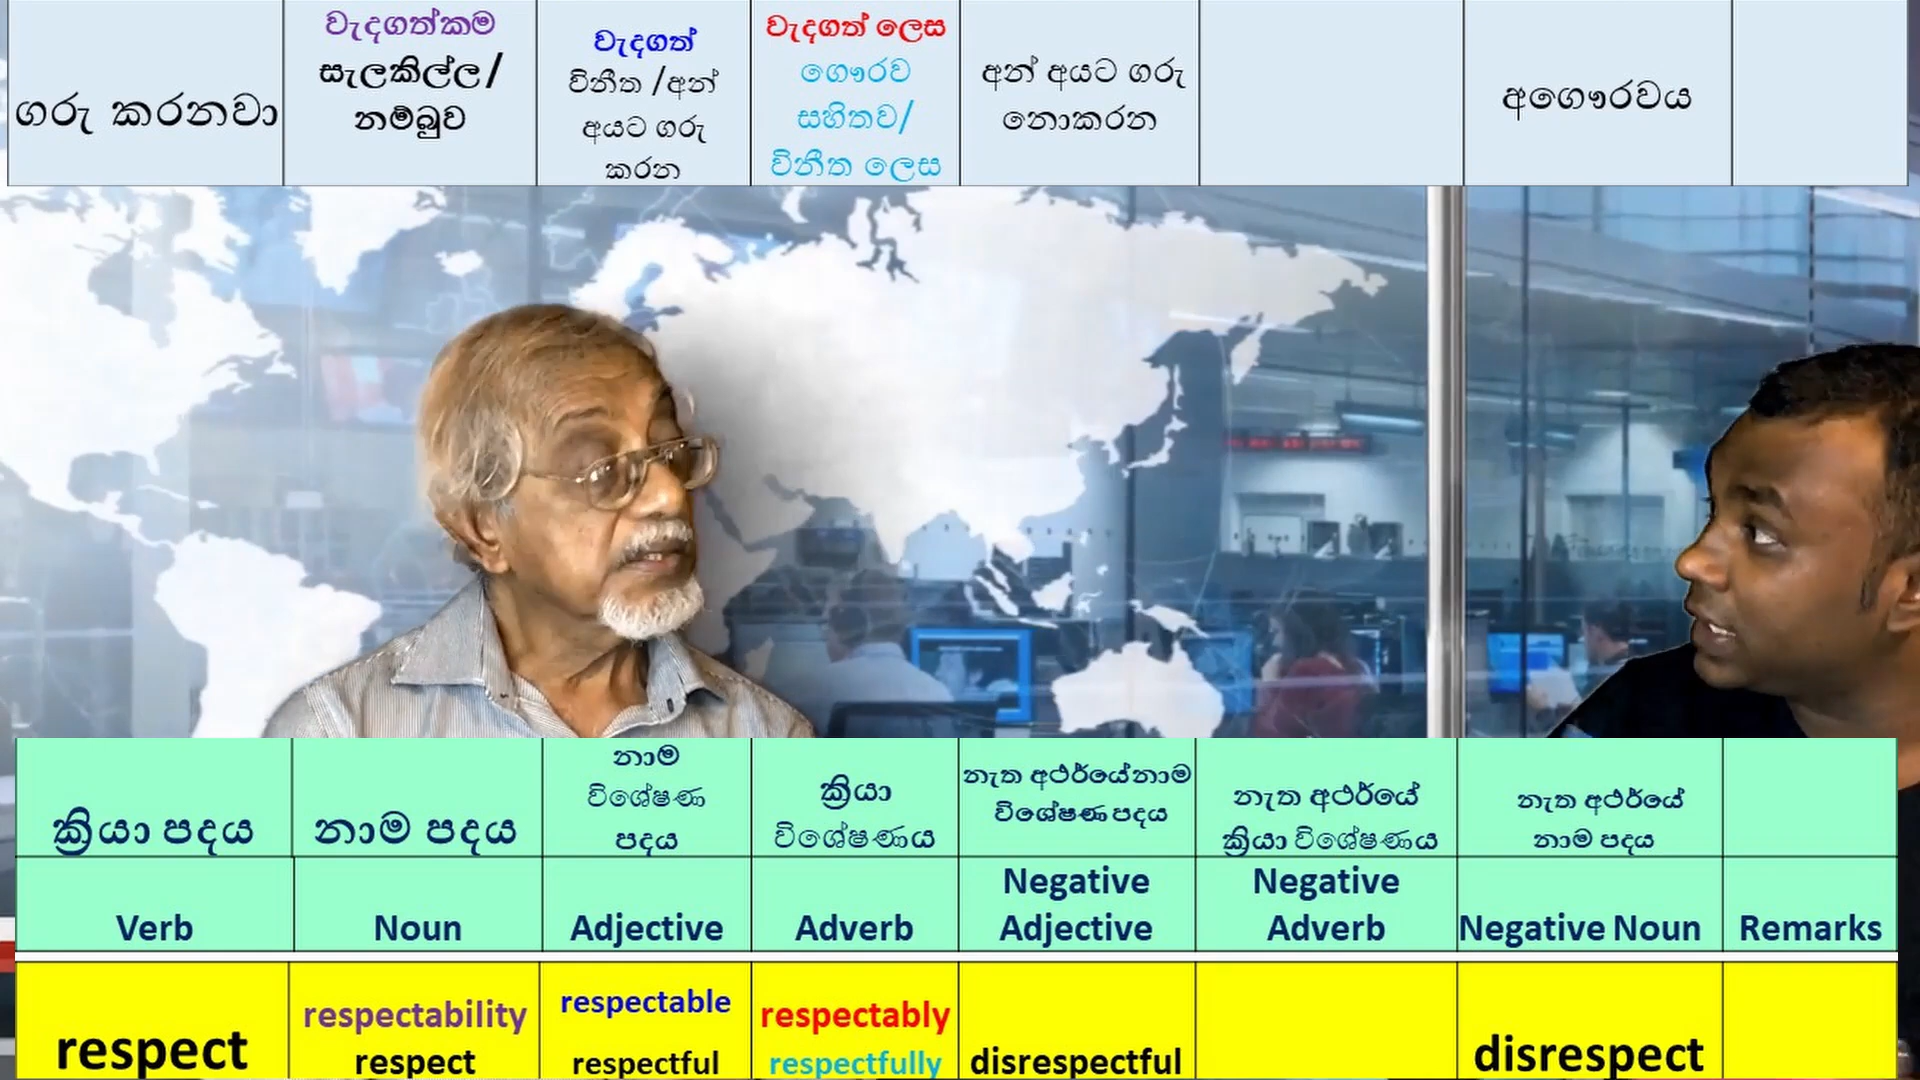 ගරු කරනවා
වැදගත්කම
සැලකිල්ල/
නම්බුව
වැදගත්
විනීත /අන්
අයට ගරු
කරන
වැදගත් ලෙස
ගෞරව
සහිතව/
විනීත ලෙස
අන් අයට ගරු
නොකරන
අගෞරවය
ක්‍රියා පදය
නාම පදය
නාම
විශේෂණ
පදය
ක්‍රියා
විශේෂණය
නැත අර්ථයේනාම
විශේෂණ පදය
නැත අර්ථයේ
ක්‍රියා විශේෂණය
නැත අර්ථයේ
නාම පදය
Verb
Noun
Adjective
Adverb
Negative
Adjective
Negative
Adverb
Negative Noun
Remarks
respect
respectability
respect
respectable
respectful
respectably
respectfully
disrespectful
disrespect